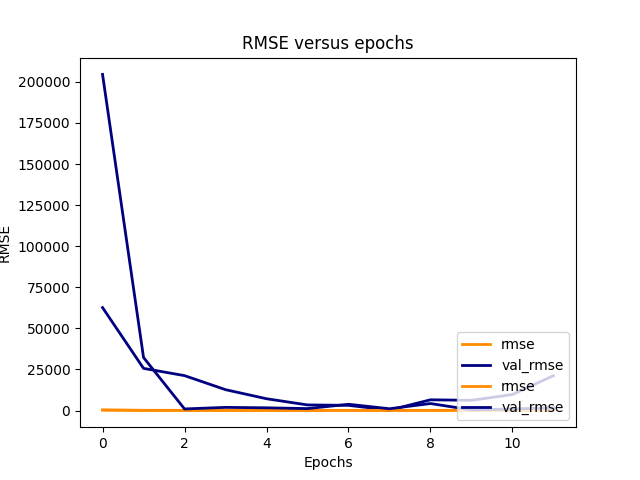 RMSE versus epochs
200000
175000
150000
125000
100000
75000
50000
25000
0
RMSE
rmse
val_rmse
rmse
val_rmse
0 2 4 6 8 10
Epochs